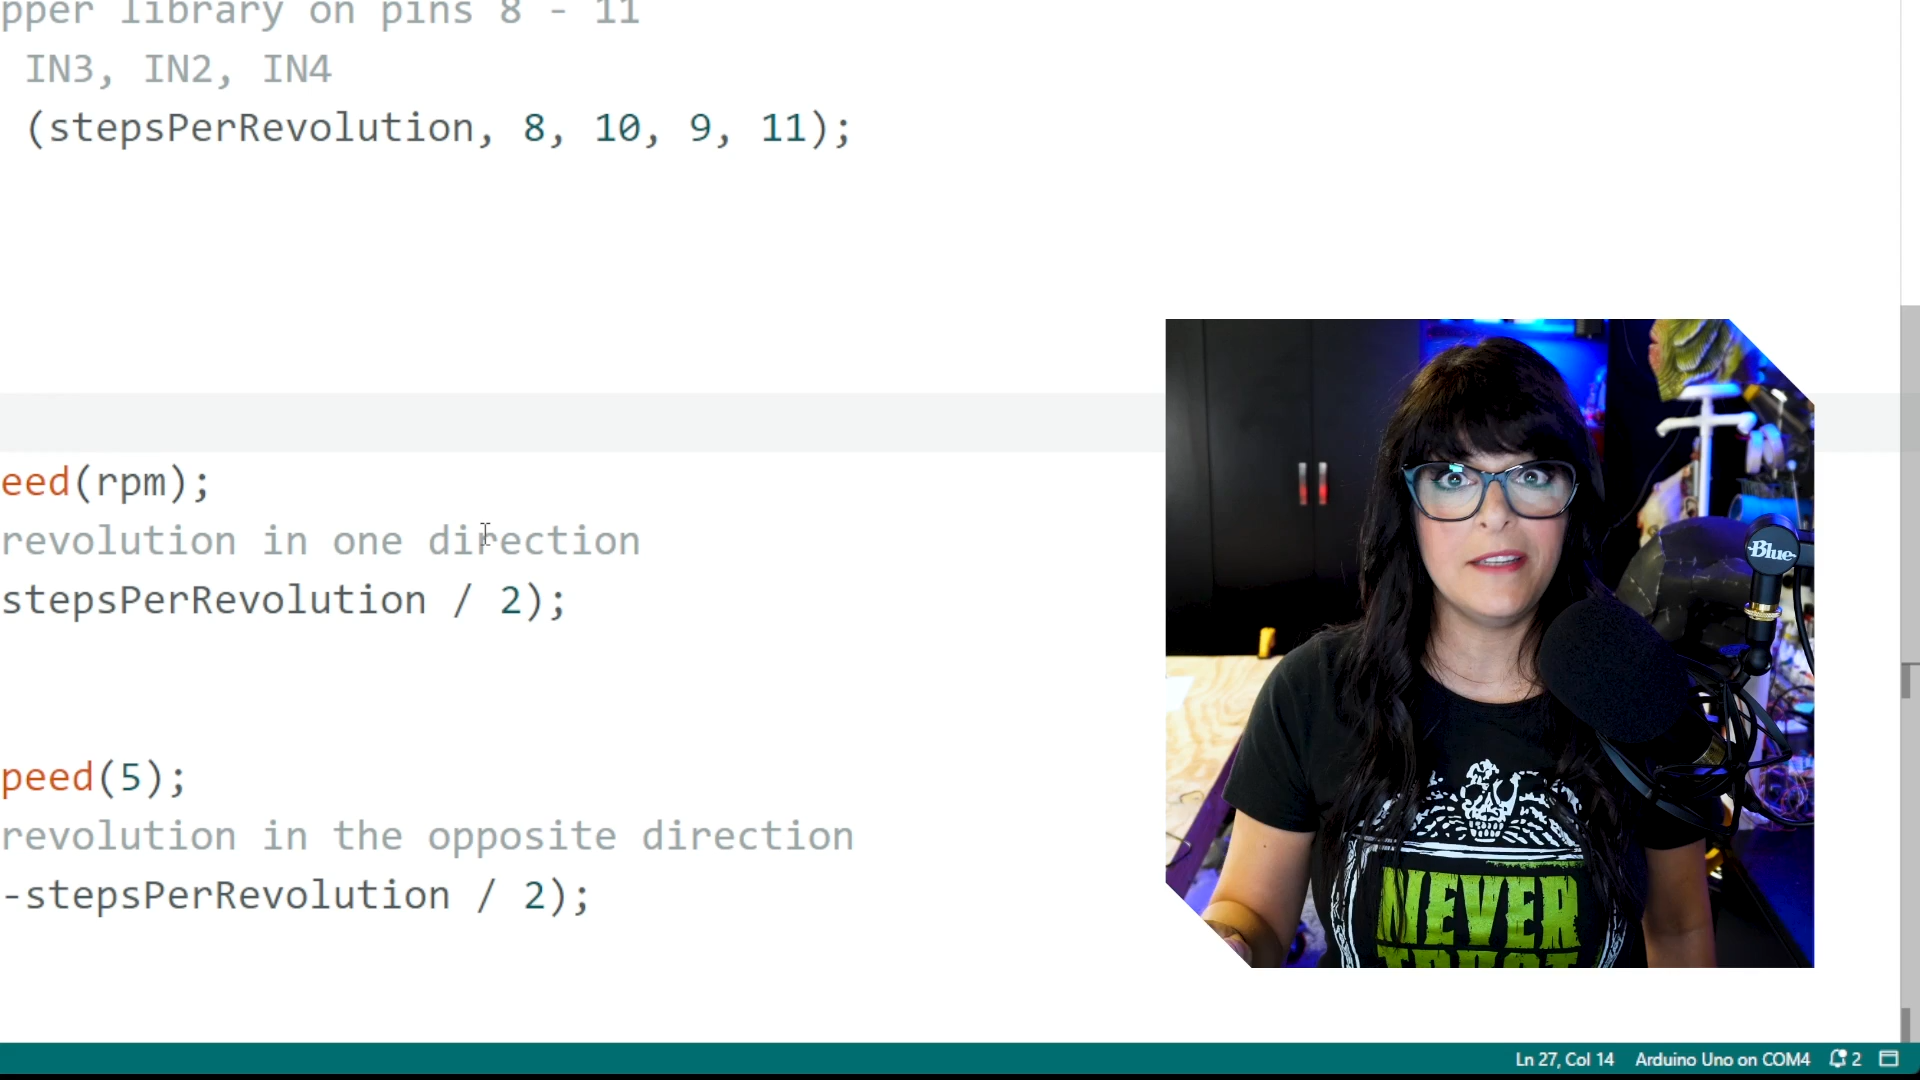 pper library on pins 8 - 11
IN3, IN2, IN4
(stepsPerRevolution, 8, 10, 9, 11);
eed(rpm);
revolution in one direction
stepsPerRevolution / 2);
peed(5);
revolution in the opposite direction
-stepsPerRevolution / 2);
Blue
NEVER
TRUST
Ln 27, Col 14 Arduino Uno on COM4 2